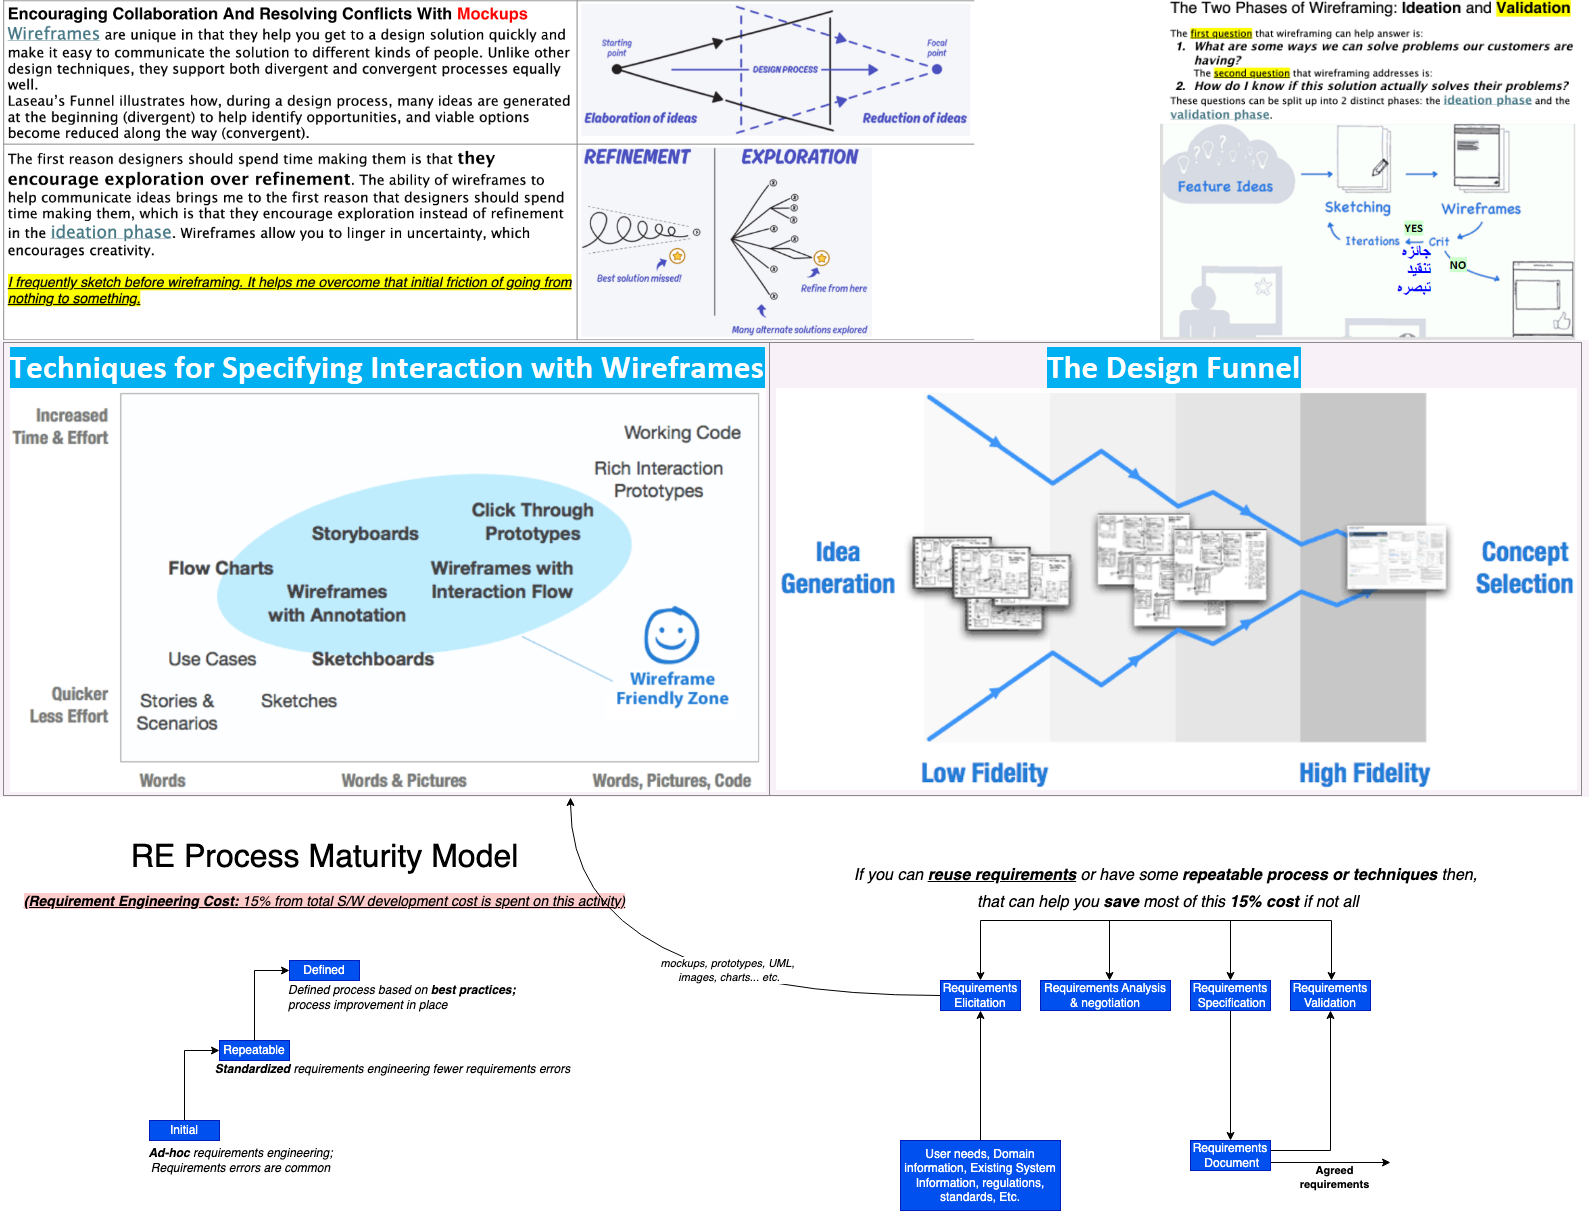 Encouraging Collaboration And Resolving Conflicts With Mockups
Wireframes are unique in that they help you get to a design solution quickly and
make it easy to communicate the solution to different kinds of people. Unlike other
design techniques, they support both divergent and convergent processes equally
well.
Laseau's Funnel illustrates how, during a design process, many ideas are generated
at the beginning (divergent) to help identify opportunities, and viable options
become reduced along the way (convergent).
Starting
point
DESIGN PROCESS
Focal
point
Elaboration of ideas
Reduction of ideas
The first reason designers should spend time making them is that they
encourage exploration over refinement. The ability of wireframes to
help communicate ideas brings me to the first reason that designers should spend
time making them, which is that they encourage exploration instead of refinement
in the ideation phase. Wireframes allow you to linger in uncertainty, which
encourages creativity.
I frequently sketch before wireframing. It helps me overcome that initial friction of going from
nothing to something.
REFINEMENT
EXPLORATION
Best solution missed!
Refine from here
Many alternate solutions explored
The Two Phases of Wireframing: Ideation and Validation
The first question that wireframing can help answer is:
1. What are some ways we can solve problems our customers are
having?
The second question that wireframing addresses is:
2. How do I know if this solution actually solves their problems?
These questions can be split up into 2 distinct phases: the ideation phase and the
validation phase.
Feature Ideas
Sketching
Wireframes
YES
Iterations
Crit
جائزہ
تنقید
تبصرہ
NO
Techniques for Specifying Interaction with Wireframes
Increased
Time & Effort
Working Code
Rich Interaction
Prototypes
Click Through
Prototypes
Storyboards
Flow Charts
Wireframes with
Interaction Flow
Wireframes
with Annotation
Use Cases
Sketchboards
Wireframe
Friendly Zone
Quicker
Less Effort
Stories &
Scenarios
Sketches
Words
Words & Pictures
Words, Pictures, Code
The Design Funnel
Idea
Generation
Concept
Selection
Low Fidelity
High Fidelity
RE Process Maturity Model
(Requirement Engineering Cost: 15% from total S/W development cost is spent on this activity)
Defined
Defined process based on best practices;
process improvement in place
Repeatable
Standardized requirements engineering fewer requirements errors
Initial
Ad-hoc requirements engineering;
Requirements errors are common
If you can reuse requirements or have some repeatable process or techniques then,
that can help you save most of this 15% cost if not all
mockups, prototypes, UML,
images, charts... etc.
Requirements
Elicitation
Requirements Analysis
& negotiation
Requirements
Specification
Requirements
Validation
User needs, Domain
information, Existing System
Information, regulations,
standards, Etc.
Requirements
Document
Agreed
requirements